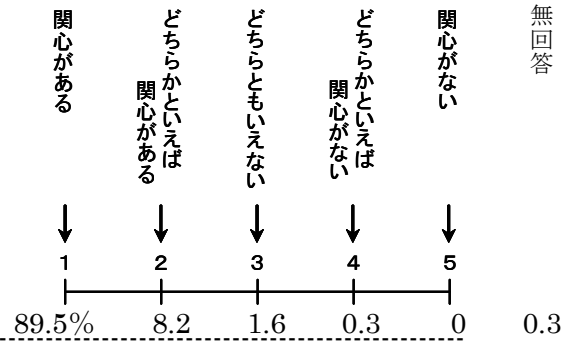 関心がある
どちらかといえば
関心がある
どちらともいえない
どちらかといえば
関心がない
関心がない
無回答
1 2 3 4 5
89.5% 8.2 1.6 0.3 0 0.3